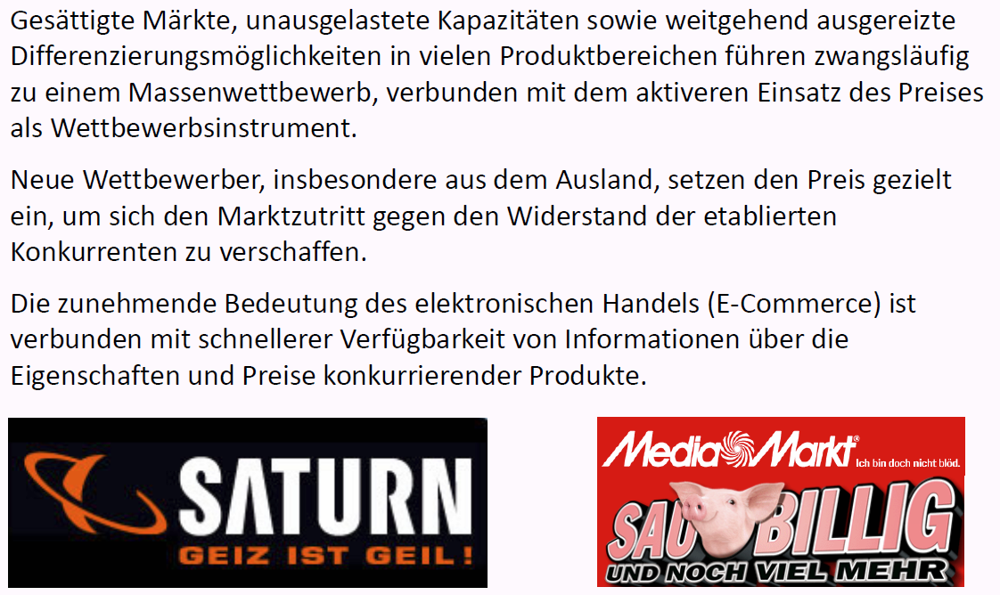 Gesättigte Märkte, unausgelastete Kapazitäten sowie weitgehend ausgereizte
Differenzierungsmöglichkeiten in vielen Produktbereichen führen zwangsläufig
zu einem Massenwettbewerb, verbunden mit dem aktiveren Einsatz des Preises
als Wettbewerbsinstrument.
Neue Wettbewerber, insbesondere aus dem Ausland, setzen den Preis gezielt
ein, um sich den Marktzutritt gegen den Widerstand der etablierten
Konkurrenten zu verschaffen.
Die zunehmende Bedeutung des elektronischen Handels (E-Commerce) ist
verbunden mit schnellerer Verfügbarkeit von Informationen über die
Eigenschaften und Preise konkurrierender Produkte.
SATURN
GEIZ IST GEIL!
Media Markt® Ich bin doch nicht blöd.
SAU BILLIG
UND NOCH VIEL MEHR